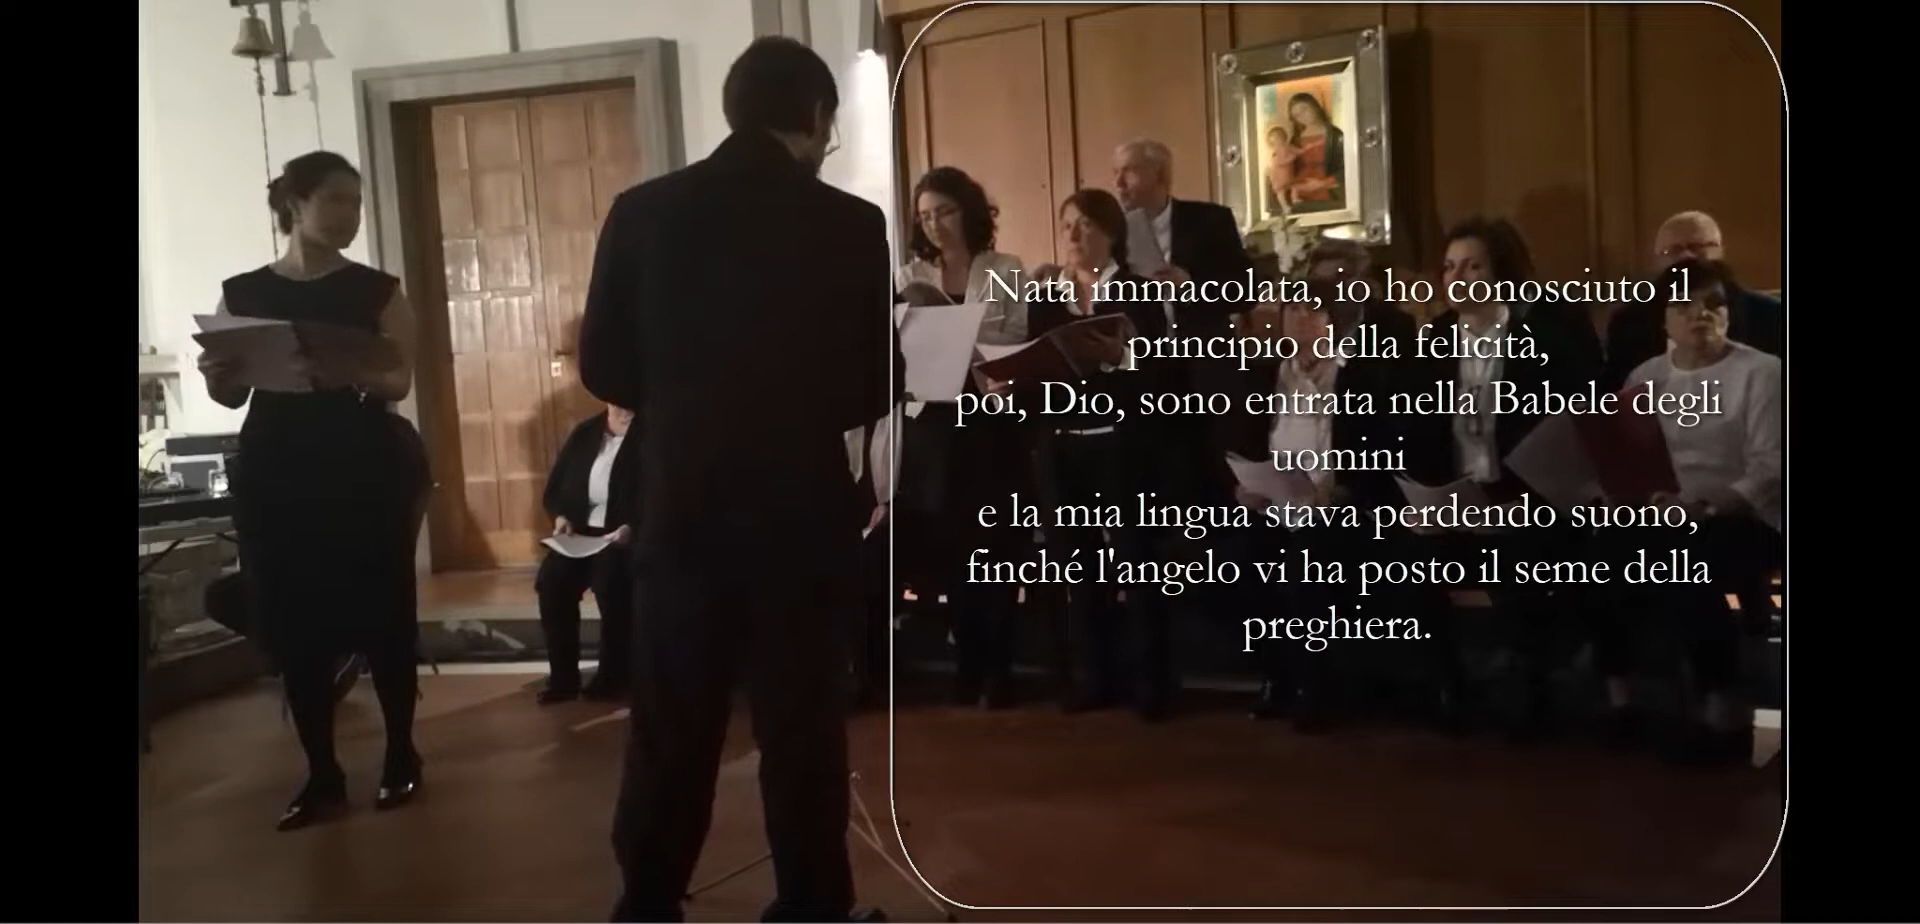 Nata immacolata, io ho conosciuto il
principio della felicità,
poi, Dio, sono entrata nella Babele degli
uomini
e la mia lingua stava perdendo suono,
finché l'angelo vi ha posto il seme della
preghiera.